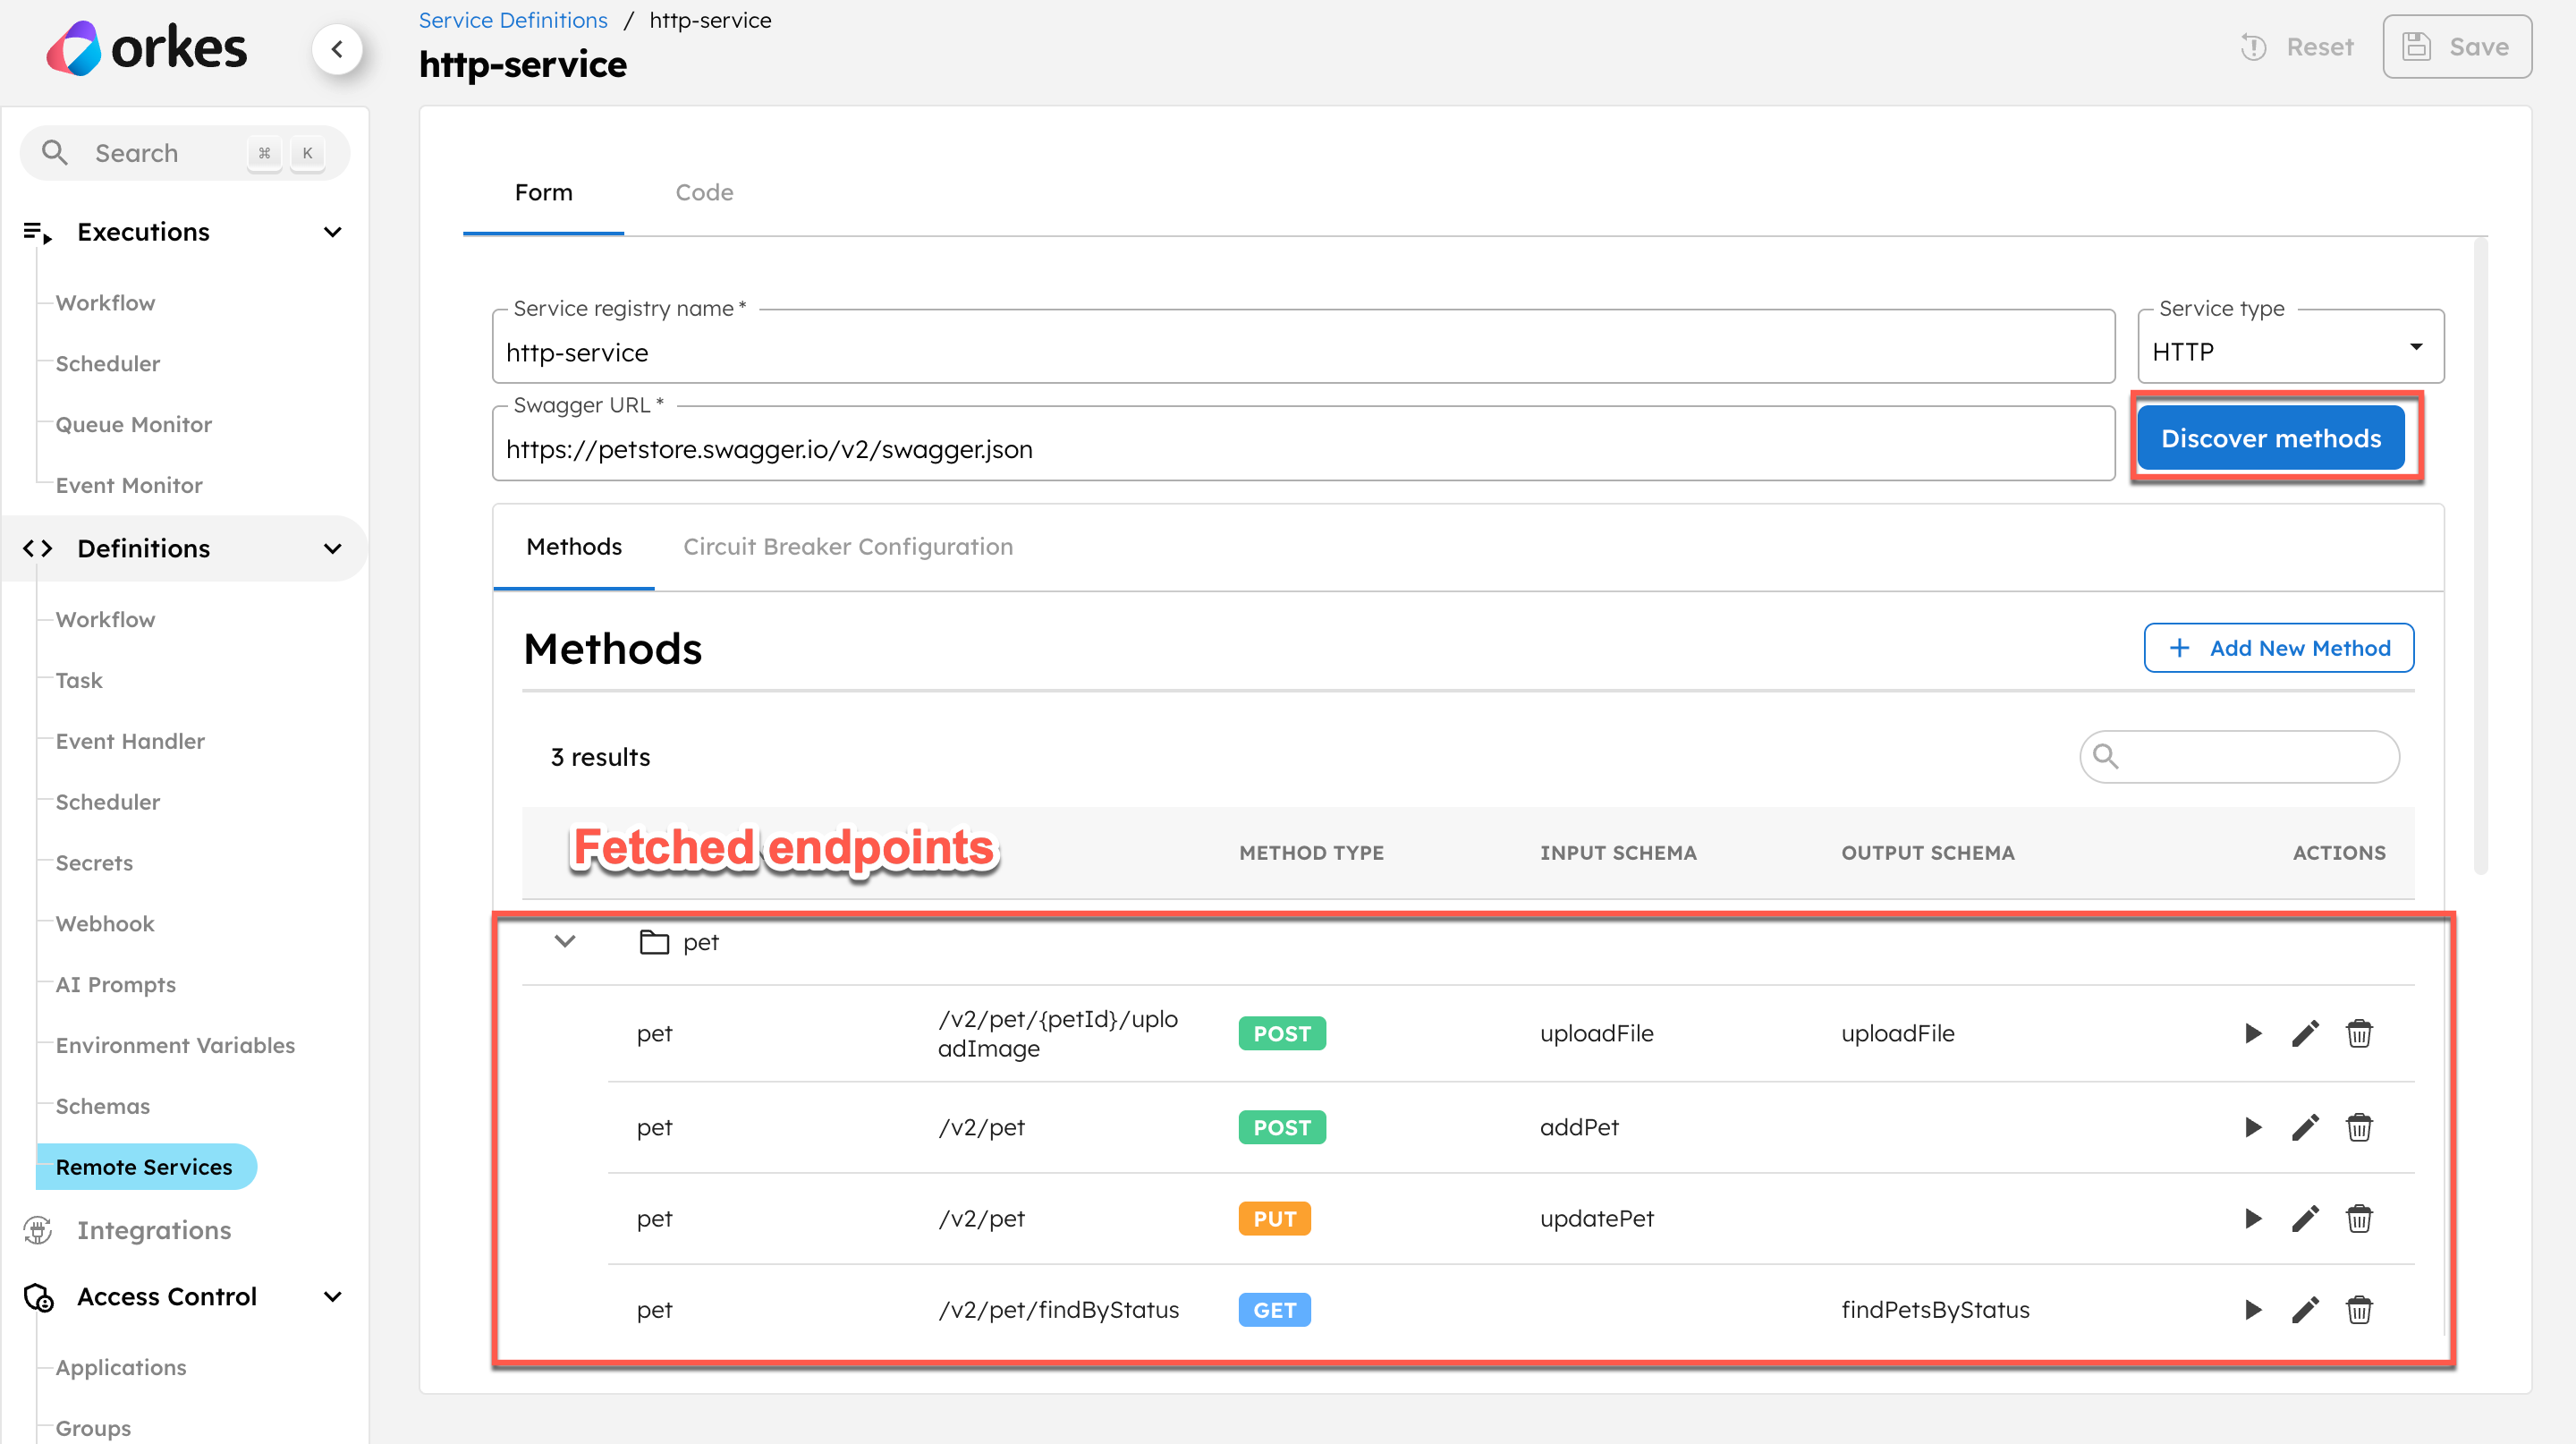 orkes
Service Definitions / http-service
http-service
Reset
Save
Search
⌘ K
Executions
Workflow
Scheduler
Queue Monitor
Event Monitor
Definitions
Workflow
Task
Event Handler
Scheduler
Secrets
Webhook
AI Prompts
Environment Variables
Schemas
Remote Services
Integrations
Access Control
Applications
Groups
Form Code
Service registry name *
http-service
Service type
HTTP
Swagger URL *
https://petstore.swagger.io/v2/swagger.json
Discover methods
Methods Circuit Breaker Configuration
Methods
+ Add New Method
3 results
Fetched endpoints
METHOD TYPE INPUT SCHEMA OUTPUT SCHEMA ACTIONS
pet
pet /v2/pet/{petId}/uplo
adImage POST uploadFile uploadFile
pet /v2/pet POST addPet
pet /v2/pet PUT updatePet
pet /v2/pet/findByStatus GET findPetsByStatus